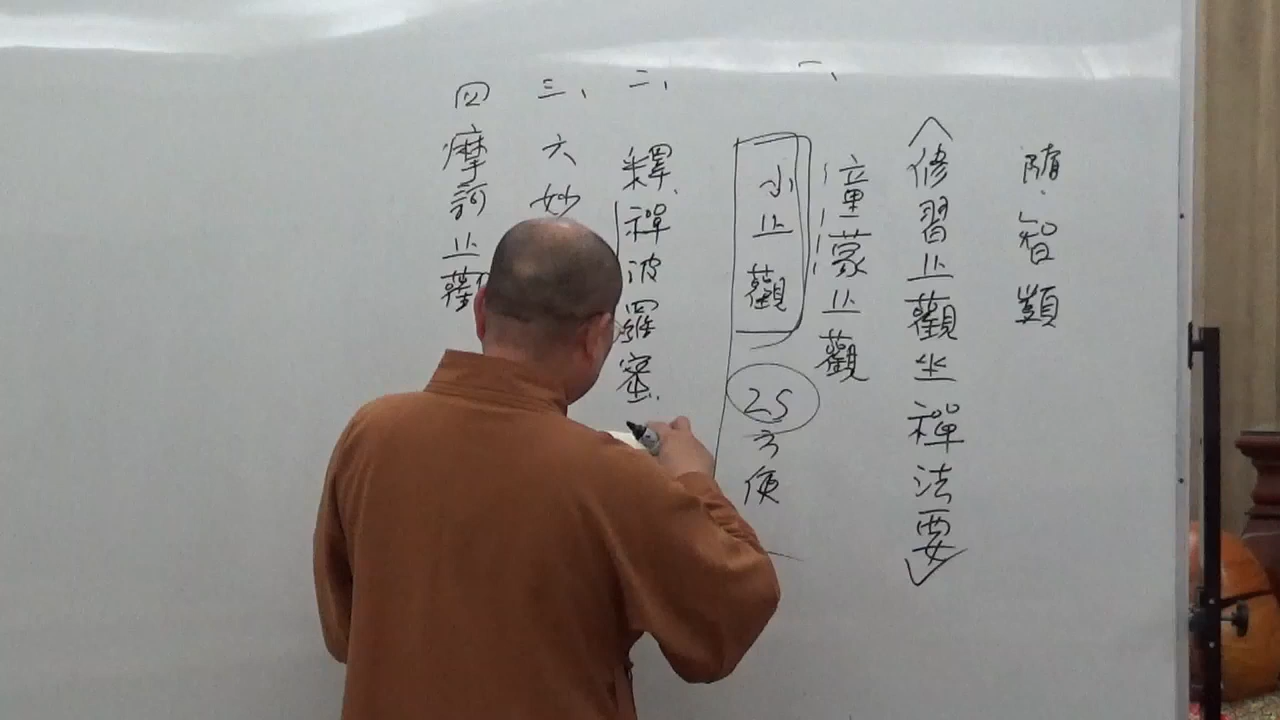 隋智顗
︿修習止觀坐禪法要﹀
一、
童蒙止觀
小止觀
25方便
二、釋禪波羅蜜
三、六妙
四摩訶止觀